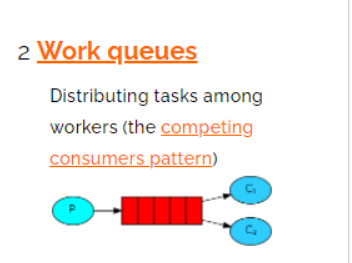 2 Work queues
Distributing tasks among
workers (the competing
consumers pattern)
P
C₁
C₂